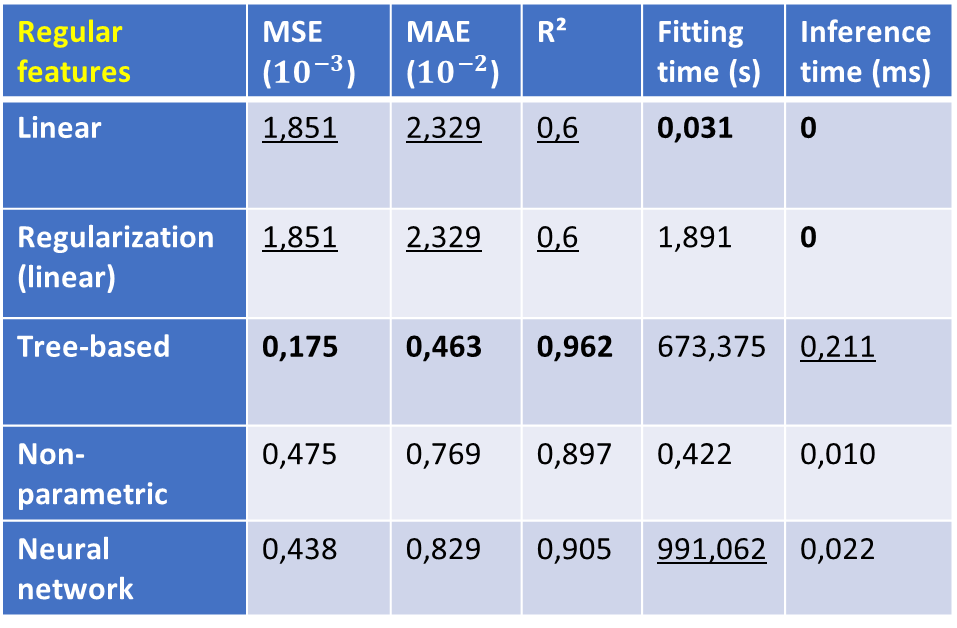 Regular features MSE (10⁻³) MAE (10⁻²) R² Fitting time (s) Inference time (ms)
Linear 1,851 2,329 0,6 0,031 0
Regularization (linear) 1,851 2,329 0,6 1,891 0
Tree-based 0,175 0,463 0,962 673,375 0,211
Non-parametric 0,475 0,769 0,897 0,422 0,010
Neural network 0,438 0,829 0,905 991,062 0,022